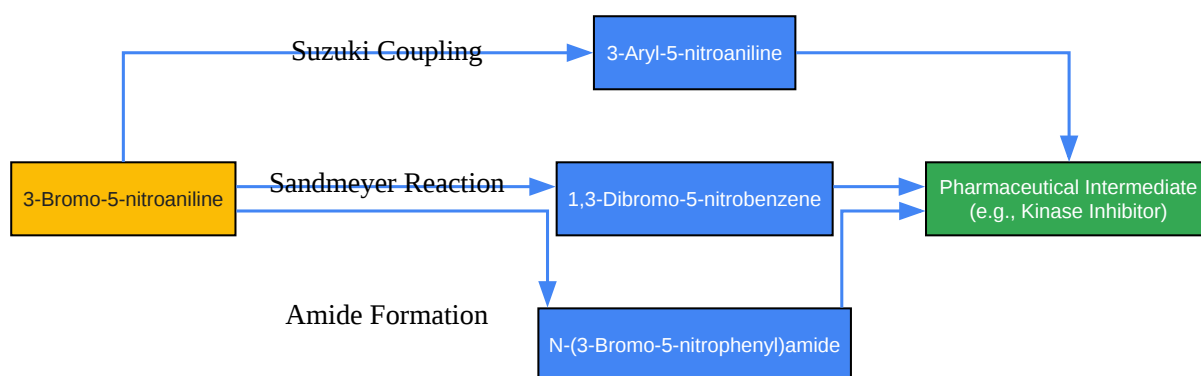 Suzuki Coupling
3-Aryl-5-nitroaniline
3-Bromo-5-nitroaniline
Sandmeyer Reaction
1,3-Dibromo-5-nitrobenzene
Pharmaceutical Intermediate
(e.g., Kinase Inhibitor)
Amide Formation
N-(3-Bromo-5-nitrophenyl)amide